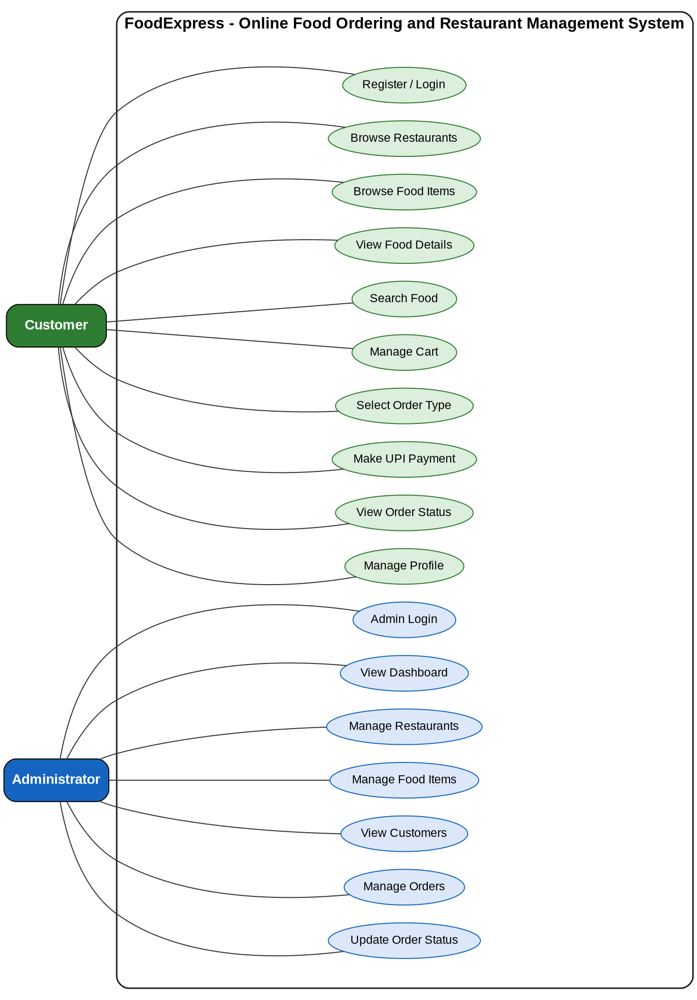 FoodExpress - Online Food Ordering and Restaurant Management System
Register / Login
Browse Restaurants
Browse Food Items
View Food Details
Search Food
Customer
Manage Cart
Select Order Type
Make UPI Payment
View Order Status
Manage Profile
Admin Login
View Dashboard
Manage Restaurants
Administrator
Manage Food Items
View Customers
Manage Orders
Update Order Status